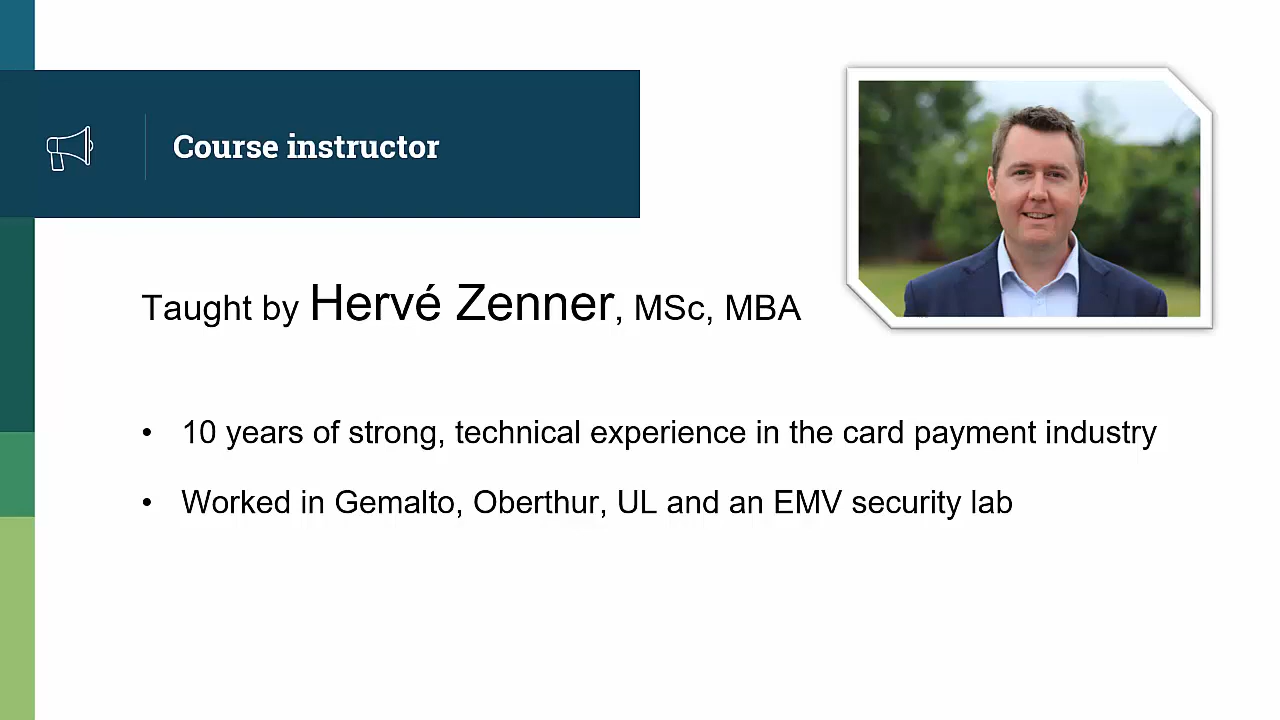 Course instructor
Taught by Hervé Zenner, MSc, MBA
• 10 years of strong, technical experience in the card payment industry
• Worked in Gemalto, Oberthur, UL and an EMV security lab